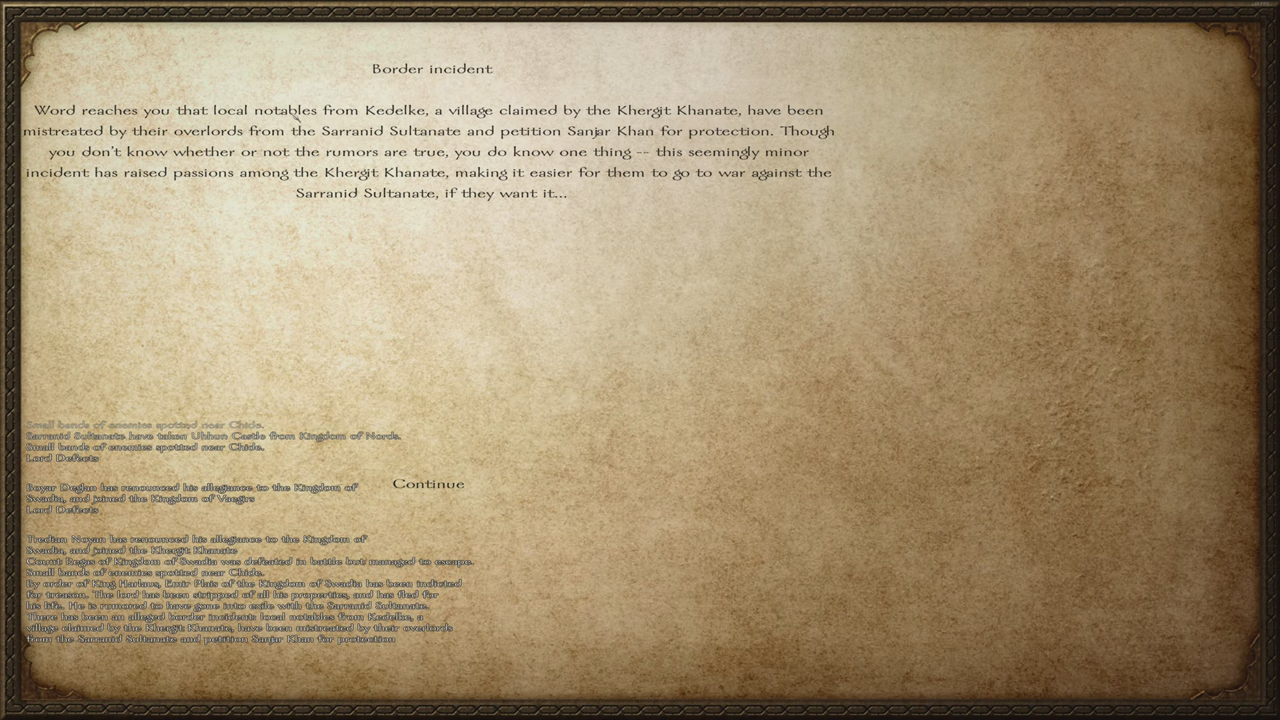 Border incident
Word reaches you that local notables from Kedelke, a village claimed by the Khergit Khanate, have been
mistreated by their overlords from the Sarranid Sultanate and petition Sanjar Khan for protection. Though
you don't know whether or not the rumors are true, you do know one thing -- this seemingly minor
incident has raised passions among the Khergit Khanate, making it easier for them to go to war against the
Sarranid Sultanate, if they want it...
Small bands of enemies spotted near Chide.
Sarranid Sultanate have taken Uhhun Castle from Kingdom of Nords.
Small bands of enemies spotted near Chide.
Lord Defects
Boyar Deglan has renounced his allegiance to the Kingdom of
Swadia, and joined the Kingdom of Vaegirs
Lord Defects
Continue
Tredian Noyan has renounced his allegiance to the Kingdom of
Swadia, and joined the Khergit Khanate
Count Regas of Kingdom of Swadia was defeated in battle but managed to escape.
Small bands of enemies spotted near Chide.
By order of King Harlaus, Emir Plais of the Kingdom of Swadia has been indicted
for treason. The lord has been stripped of all his properties, and has fled for
his life. He is rumored to have gone into exile with the Sarranid Sultanate.
There has been an alleged border incident: local notables from Kedelke, a
village claimed by the Khergit Khanate, have been mistreated by their overlords
from the Sarranid Sultanate and petition Sanjar Khan for protection